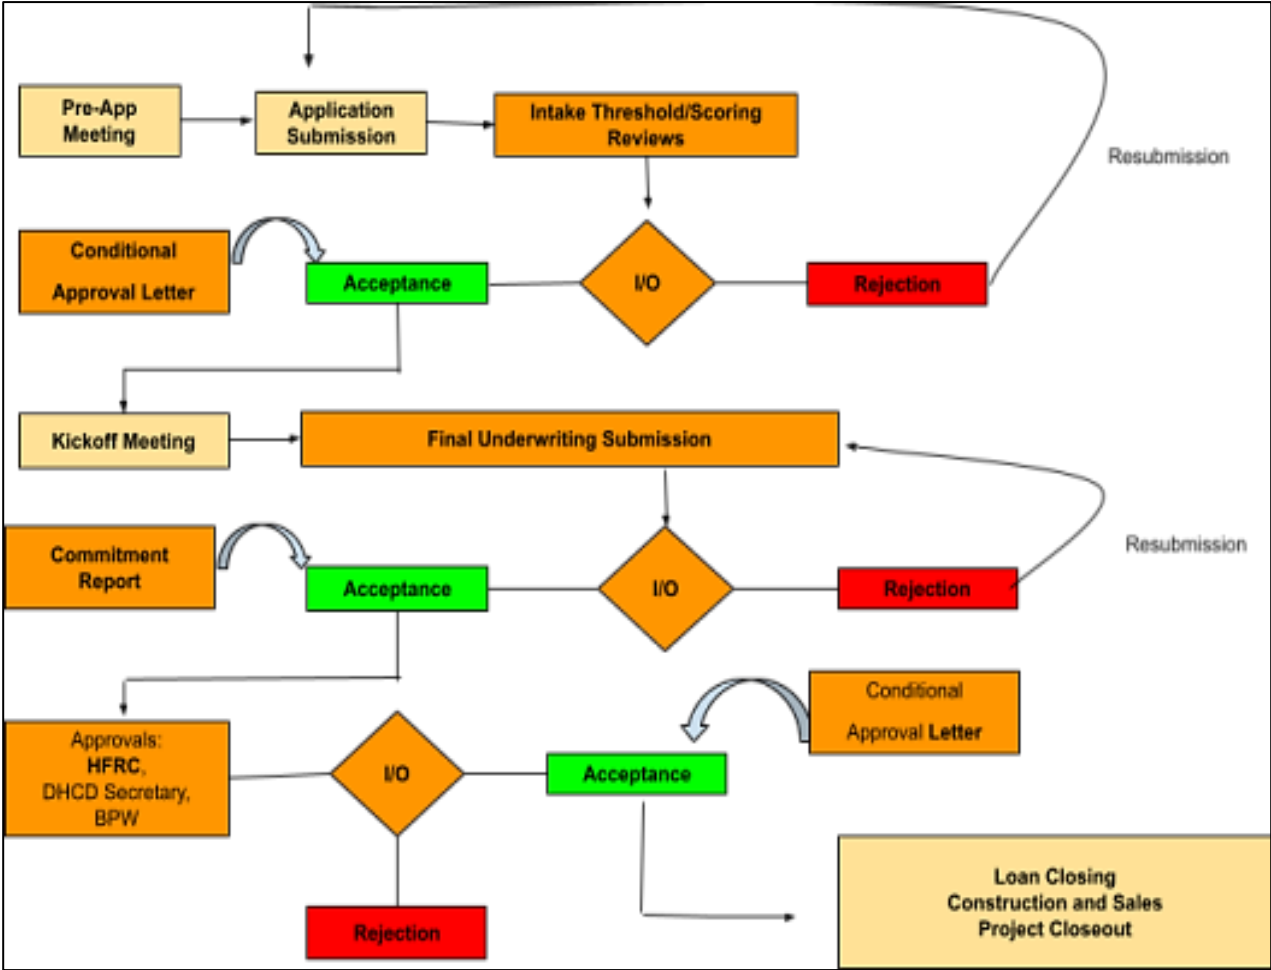 Pre-App
Meeting
Application
Submission
Intake Threshold/Scoring
Reviews
Resubmission
Conditional
Approval Letter
Acceptance
I/O
Rejection
Kickoff Meeting
Final Underwriting Submission
Resubmission
Commitment
Report
Acceptance
I/O
Rejection
Conditional
Approval Letter
Approvals:
HFRC,
DHCD Secretary,
BPW
I/O
Acceptance
Rejection
Loan Closing
Construction and Sales
Project Closeout